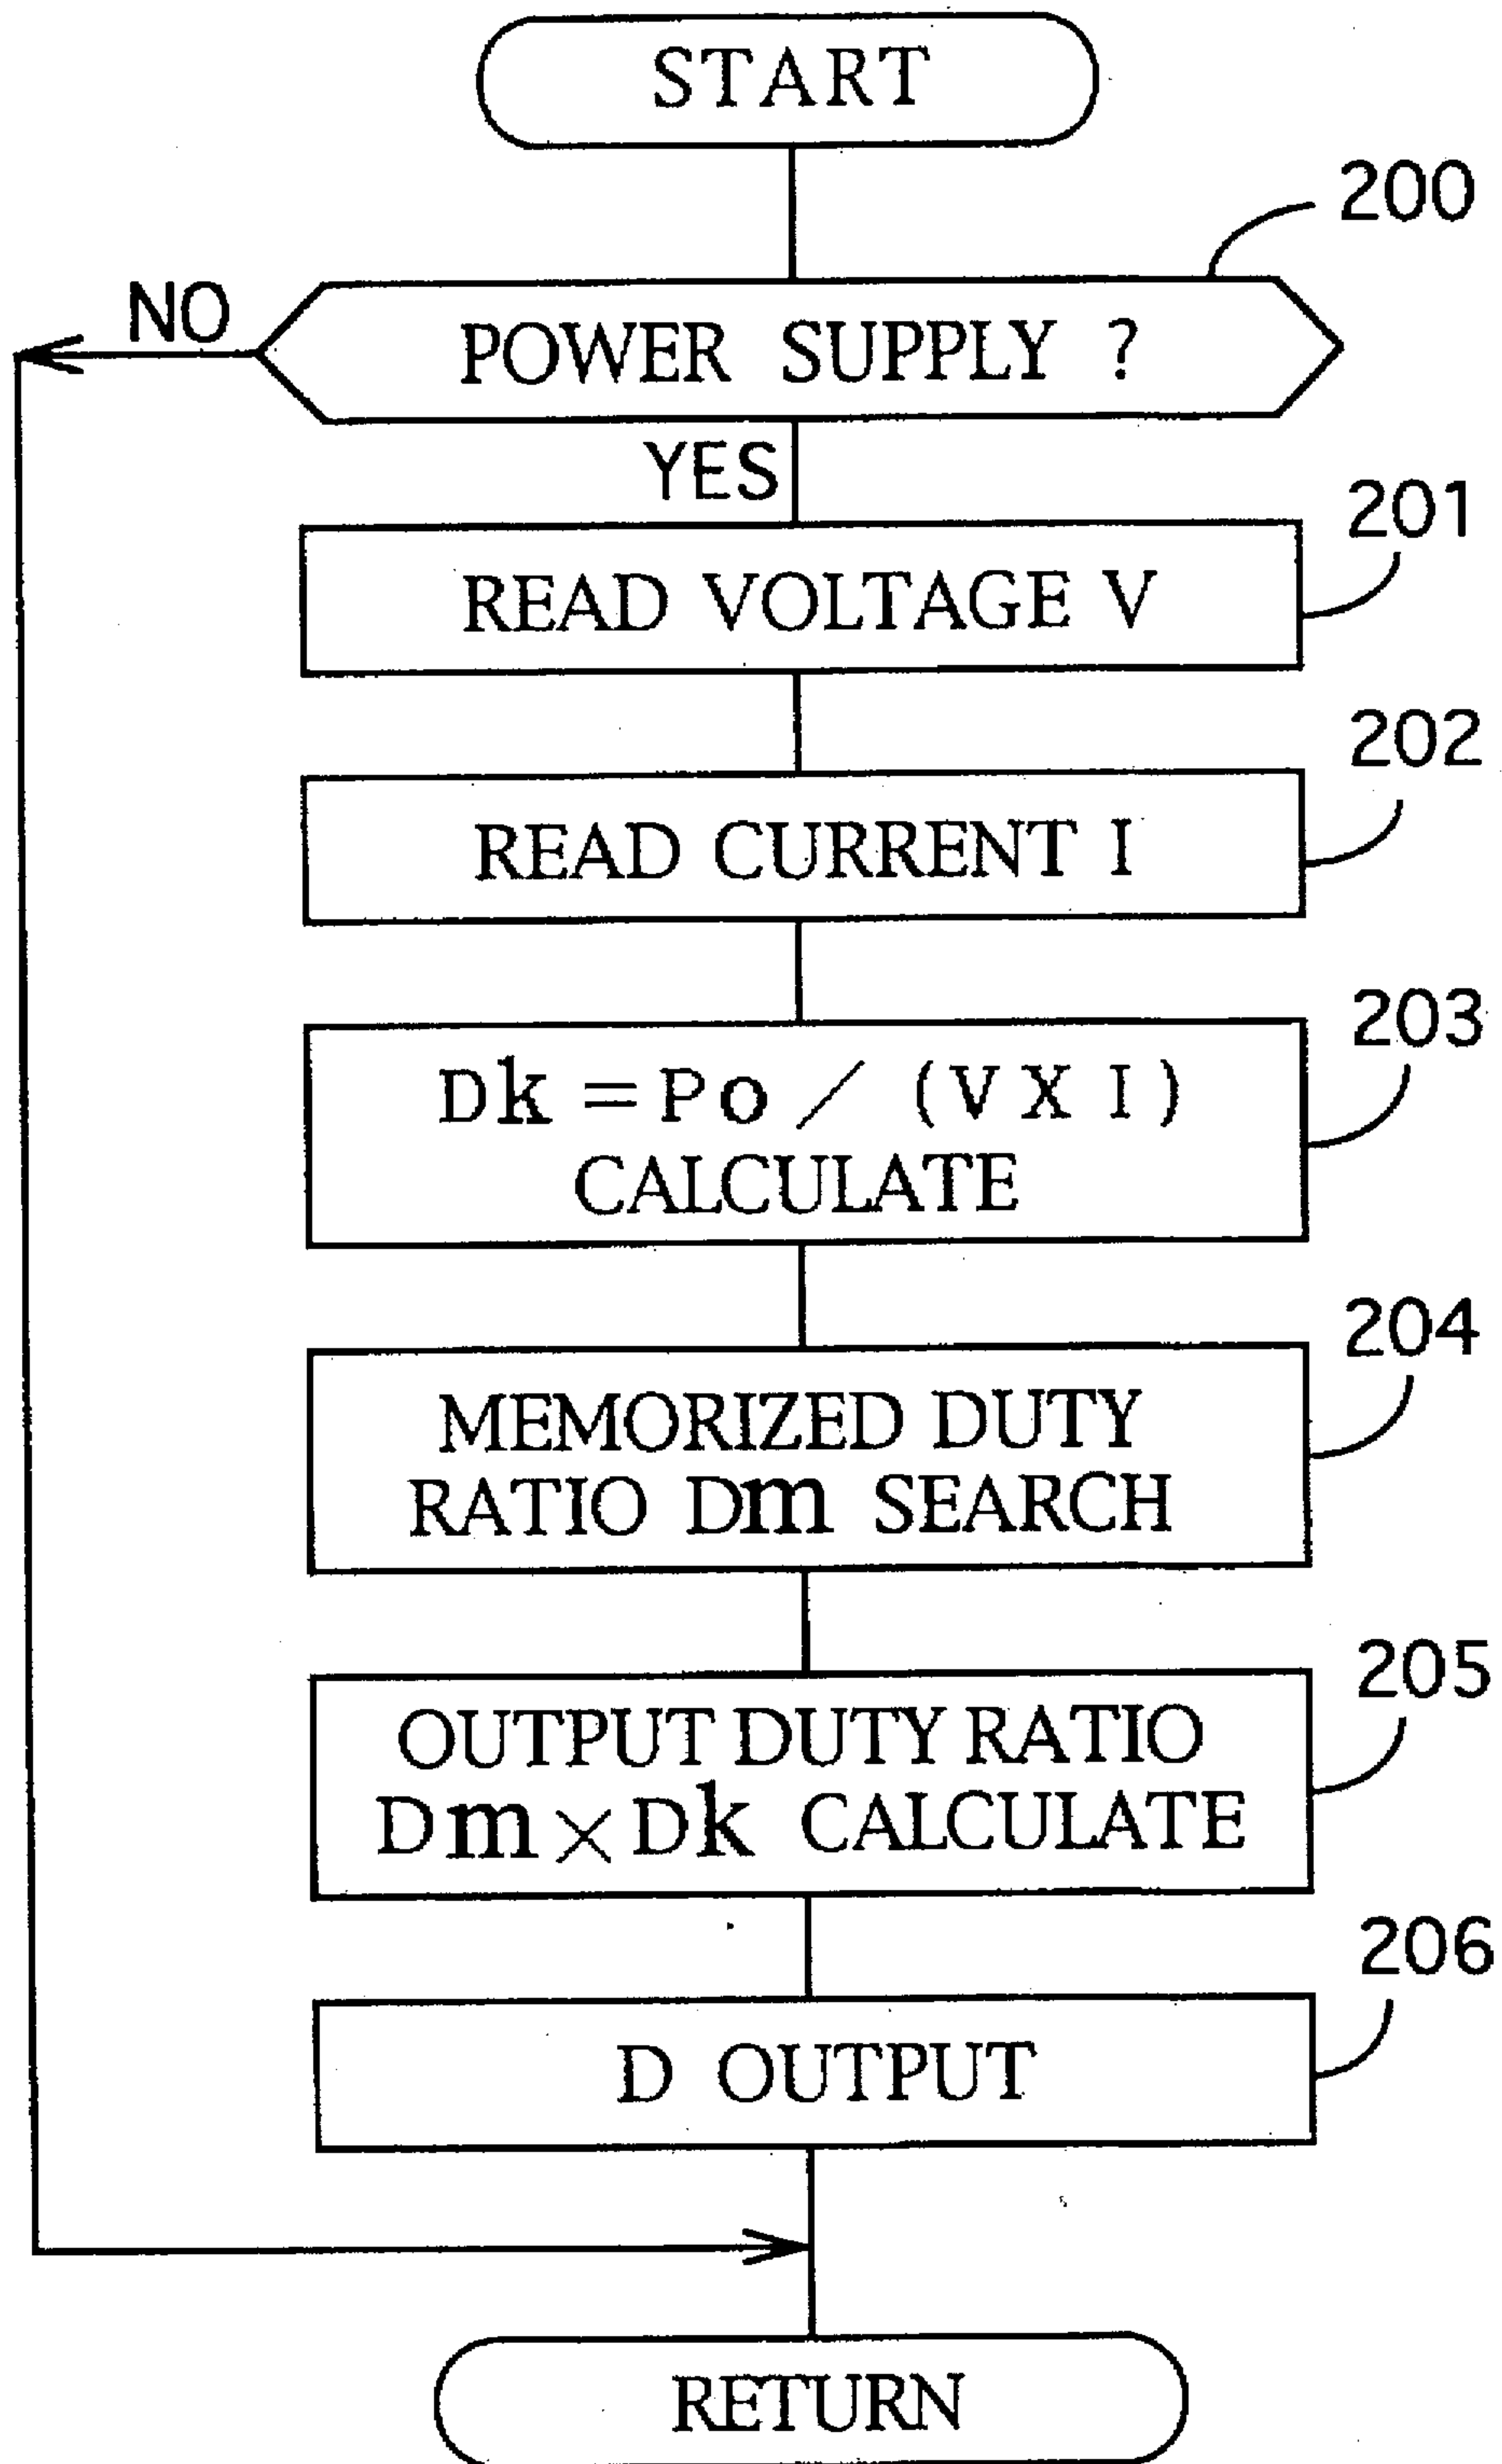 START
200
NO
POWER SUPPLY ?
YES
201
READ VOLTAGE V
202
READ CURRENT I
203
Dk = Po / (V X I)
CALCULATE
204
MEMORIZED DUTY
RATIO Dm SEARCH
205
OUTPUT DUTY RATIO
Dm×Dk CALCULATE
206
D OUTPUT
RETURN